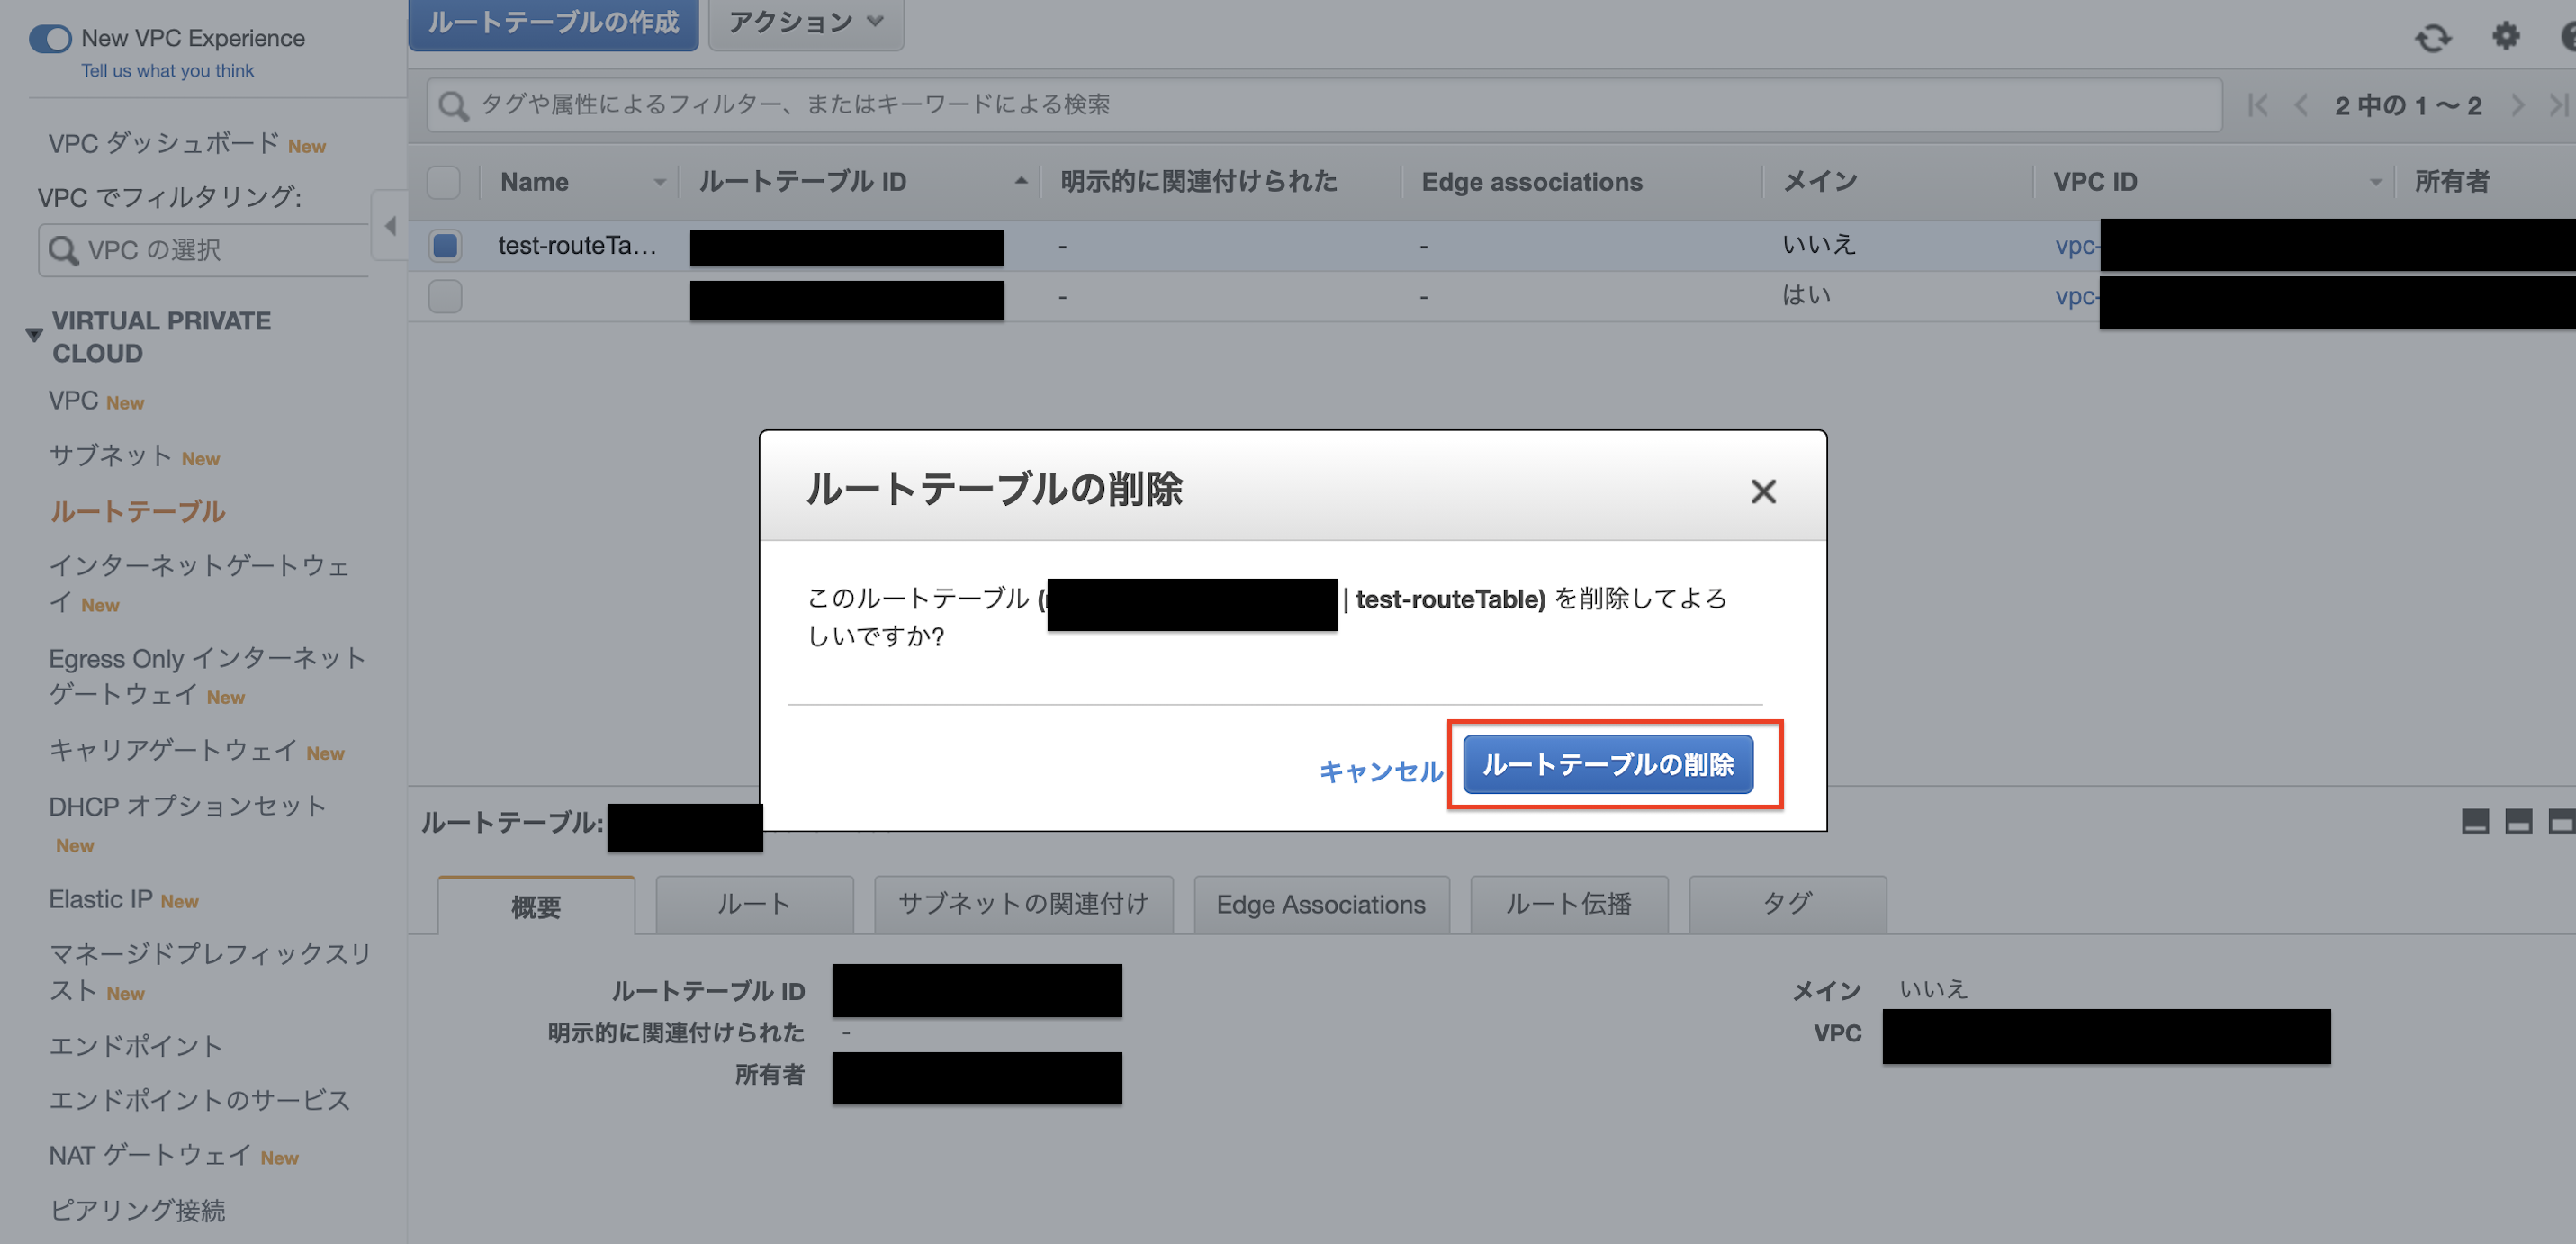 New VPC Experience
Tell us what you think
VPC ダッシュボード New
VPC でフィルタリング:
VPC の選択
VIRTUAL PRIVATE
CLOUD
VPC New
サブネット New
ルートテーブル
インターネットゲートウェ
イ New
Egress Only インターネット
ゲートウェイ New
キャリアゲートウェイ New
DHCP オプションセット
New
Elastic IP New
マネージドプレフィックスリ
スト New
エンドポイント
エンドポイントのサービス
NAT ゲートウェイ New
ピアリング接続
ルートテーブルの作成 アクション
タグや属性によるフィルター、またはキーワードによる検索 2 中の 1 ～ 2
Name ルートテーブル ID 明示的に関連付けられた Edge associations メイン VPC ID 所有者
test-routeTa… - - いいえ vpc-
- - はい vpc-
ルートテーブルの削除
このルートテーブル ( | test-routeTable) を削除してよろ
しいですか?
キャンセル ルートテーブルの削除
ルートテーブル:
概要 ルート サブネットの関連付け Edge Associations ルート伝播 タグ
ルートテーブル ID メイン いいえ
明示的に関連付けられた - VPC
所有者